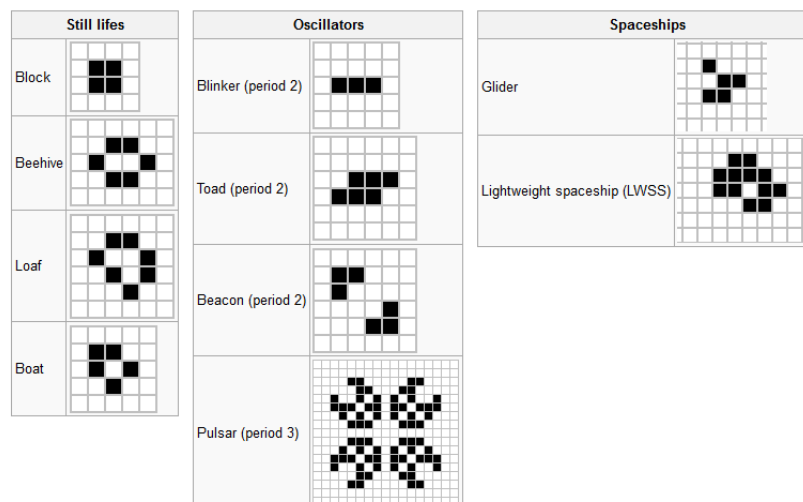 Still lifes
Block
Beehive
Loaf
Boat
Oscillators
Blinker (period 2)
Toad (period 2)
Beacon (period 2)
Pulsar (period 3)
Spaceships
Glider
Lightweight spaceship (LWSS)